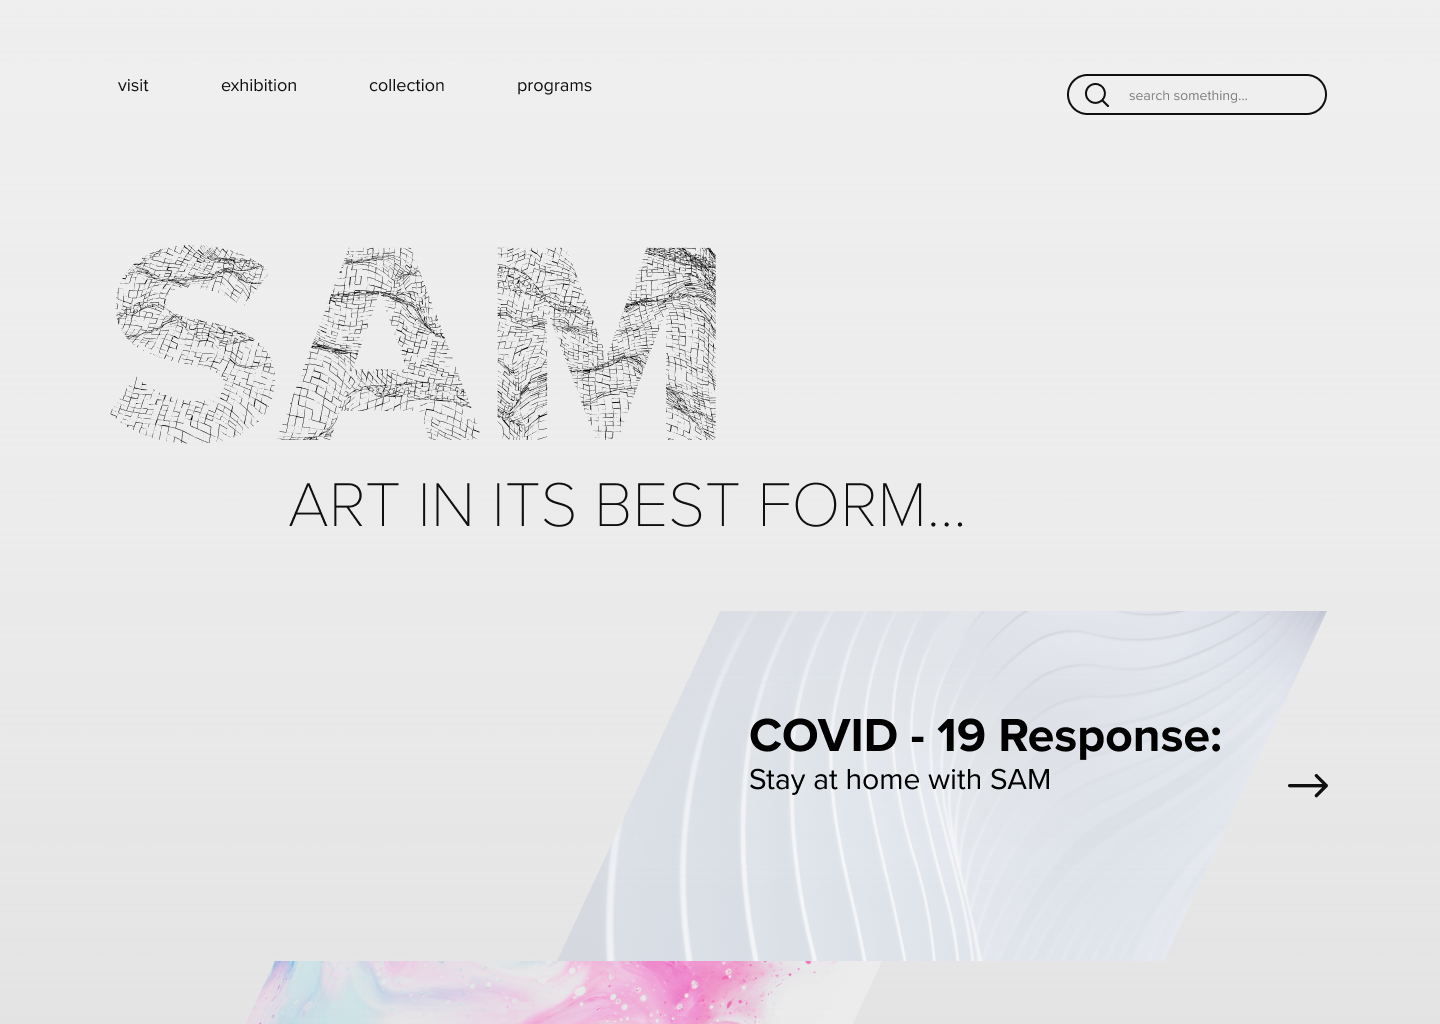 visit exhibition collection programs search something...
SAM
ART IN ITS BEST FORM...
COVID - 19 Response:
Stay at home with SAM